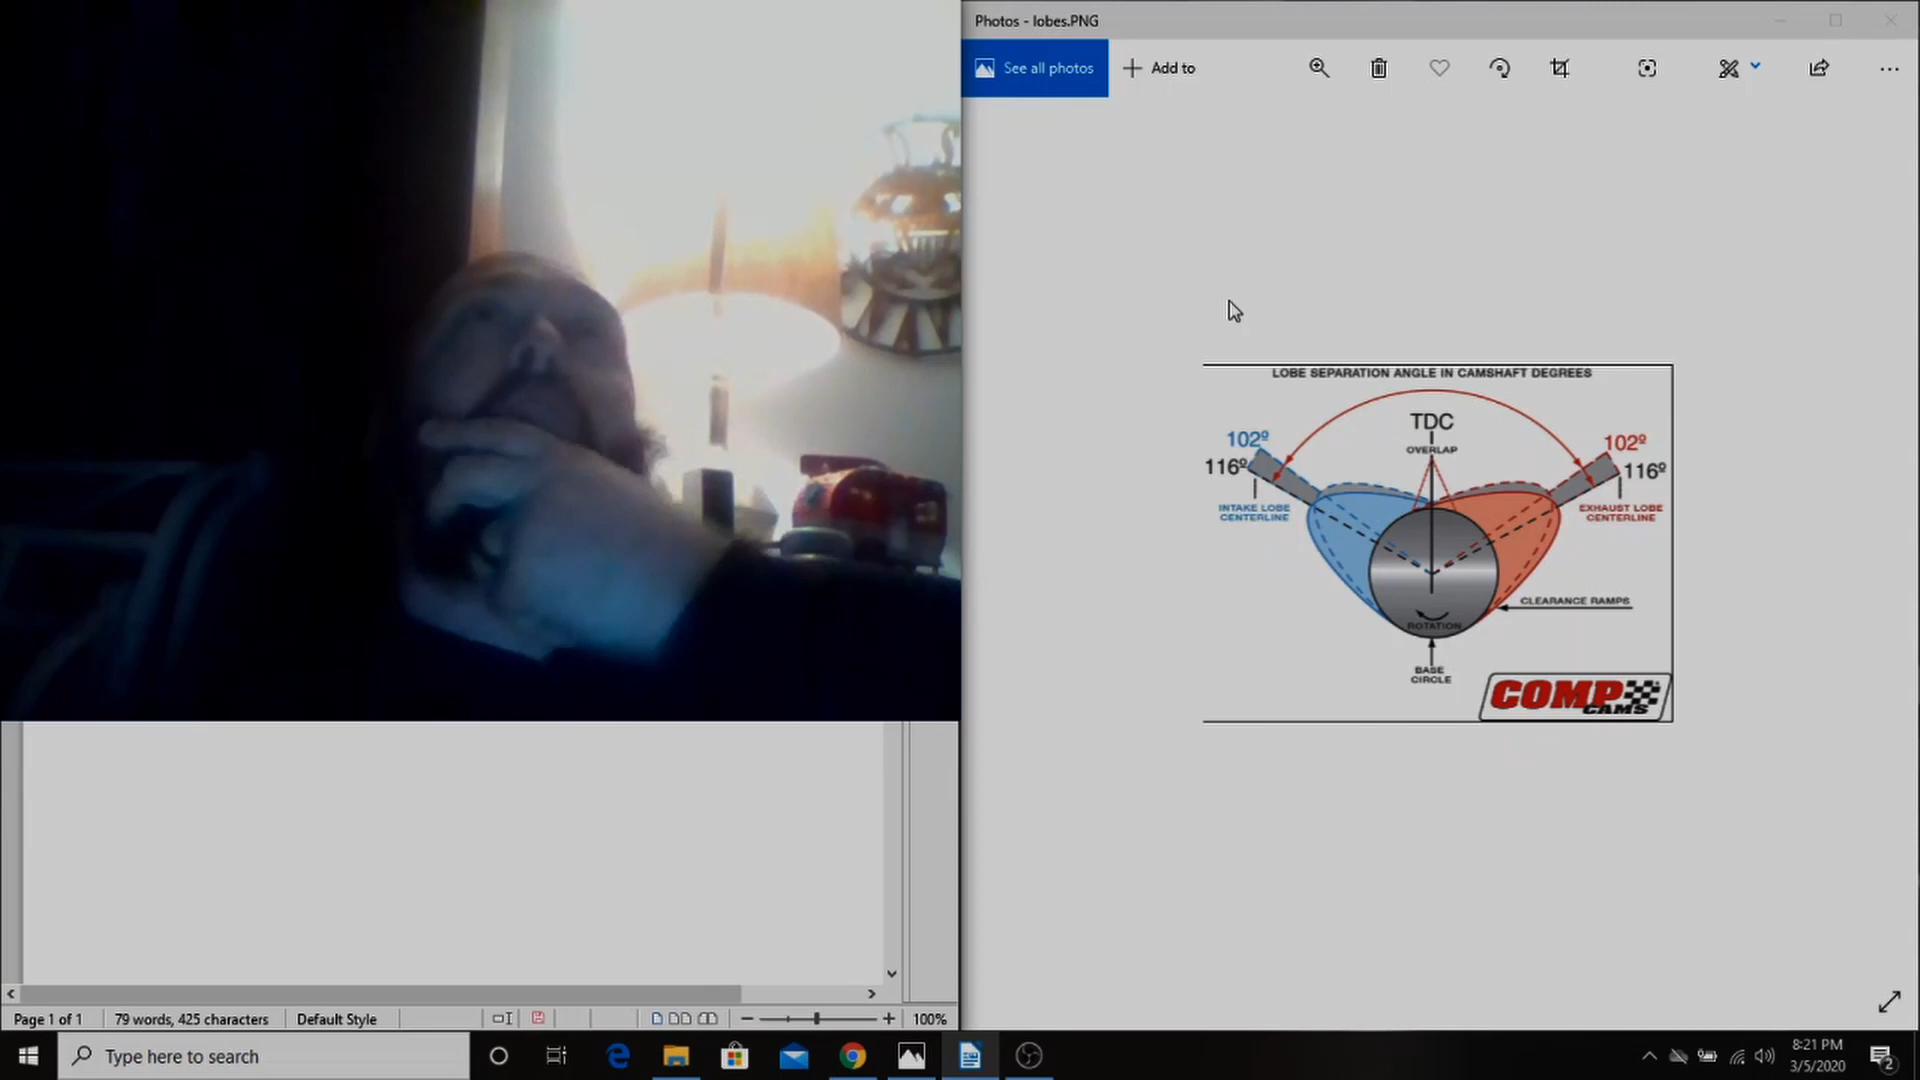 Photos - lobes.PNG
See all photos
Add to
LOBE SEPARATION ANGLE IN CAMSHAFT DEGREES
TDC
OVERLAP
102º
116º
102º
116º
INTAKE LOBE
CENTERLINE
EXHAUST LOBE
CENTERLINE
CLEARANCE RAMPS
ROTATION
BASE
CIRCLE
COMP
CAMS
Page 1 of 1
79 words, 425 characters
Default Style
100%
Type here to search
8:21 PM
3/5/2020
2